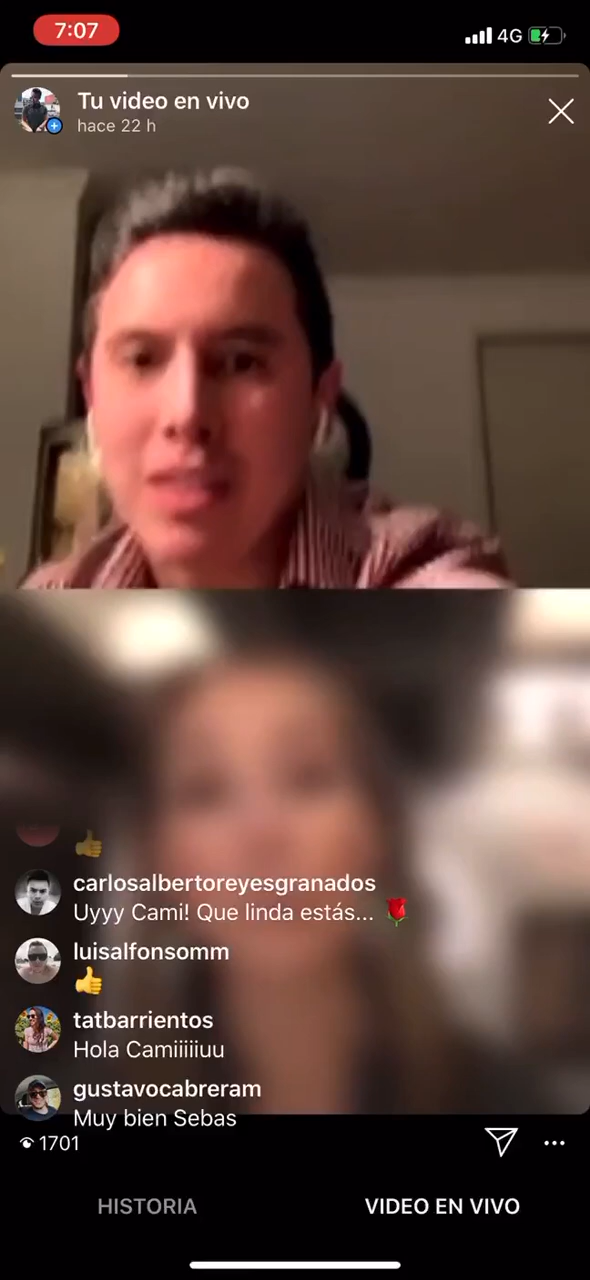 7:07
4G
Tu video en vivo
hace 22 h
carlosalbertoreyesgranados
Uyyy Cami! Que linda estás... 🌹
luisalfonsomm
👍
tatbarrientos
Hola Camiiiiiuu
gustavocabreram
Muy bien Sebas
1701
HISTORIA
VIDEO EN VIVO